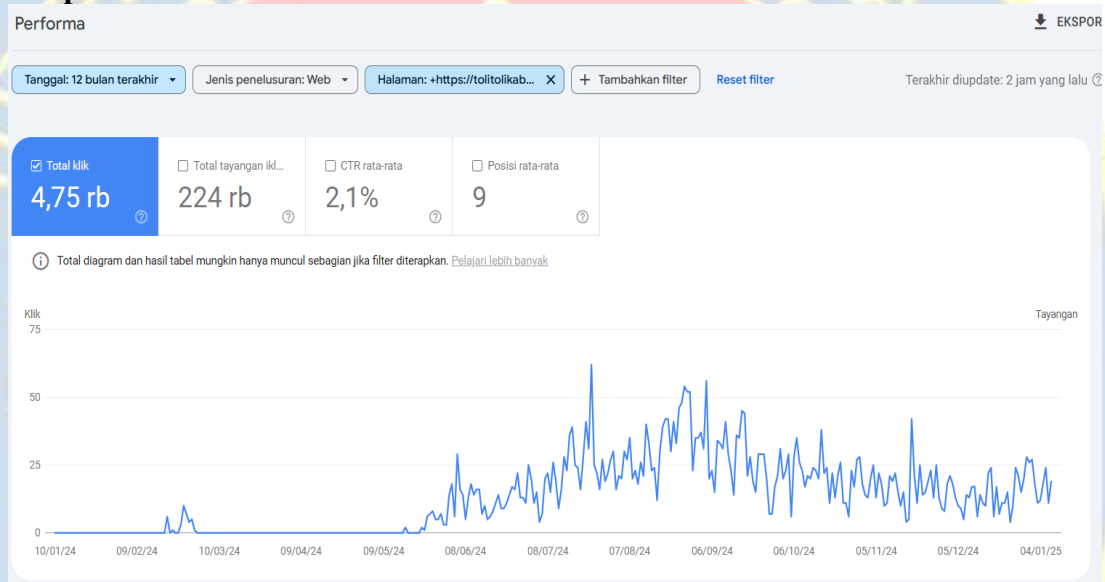 Performa
EKSPOR
Tanggal: 12 bulan terakhir
Jenis penelusuran: Web
Halaman: +https://tolitolikab... X
+ Tambahkan filter
Reset filter
Terakhir diupdate: 2 jam yang lalu
Total klik
4,75 rb
Total tayangan ikl...
224 rb
CTR rata-rata
2,1%
Posisi rata-rata
9
Total diagram dan hasil tabel mungkin hanya muncul sebagian jika filter diterapkan. Pelajari lebih banyak
Klik
Tayangan
75
50
25
0
10/01/24 09/02/24 10/03/24 09/04/24 09/05/24 08/06/24 08/07/24 07/08/24 06/09/24 06/10/24 05/11/24 05/12/24 04/01/25